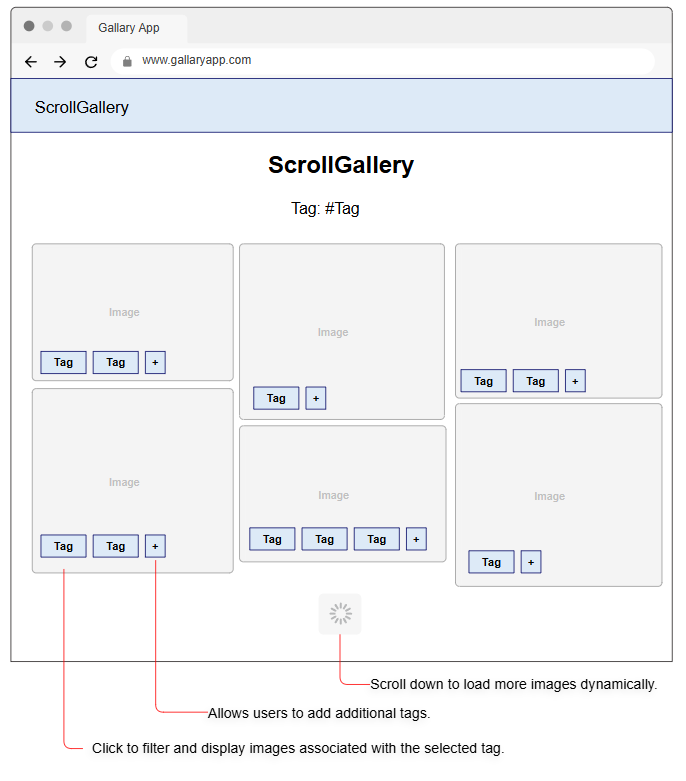 Gallary App
www.gallaryapp.com
ScrollGallery
ScrollGallery
Tag: #Tag
Image
Tag Tag +
Image
Tag +
Image
Tag Tag +
Image
Tag Tag +
Image
Tag Tag Tag +
Image
Tag +
Scroll down to load more images dynamically.
Allows users to add additional tags.
Click to filter and display images associated with the selected tag.